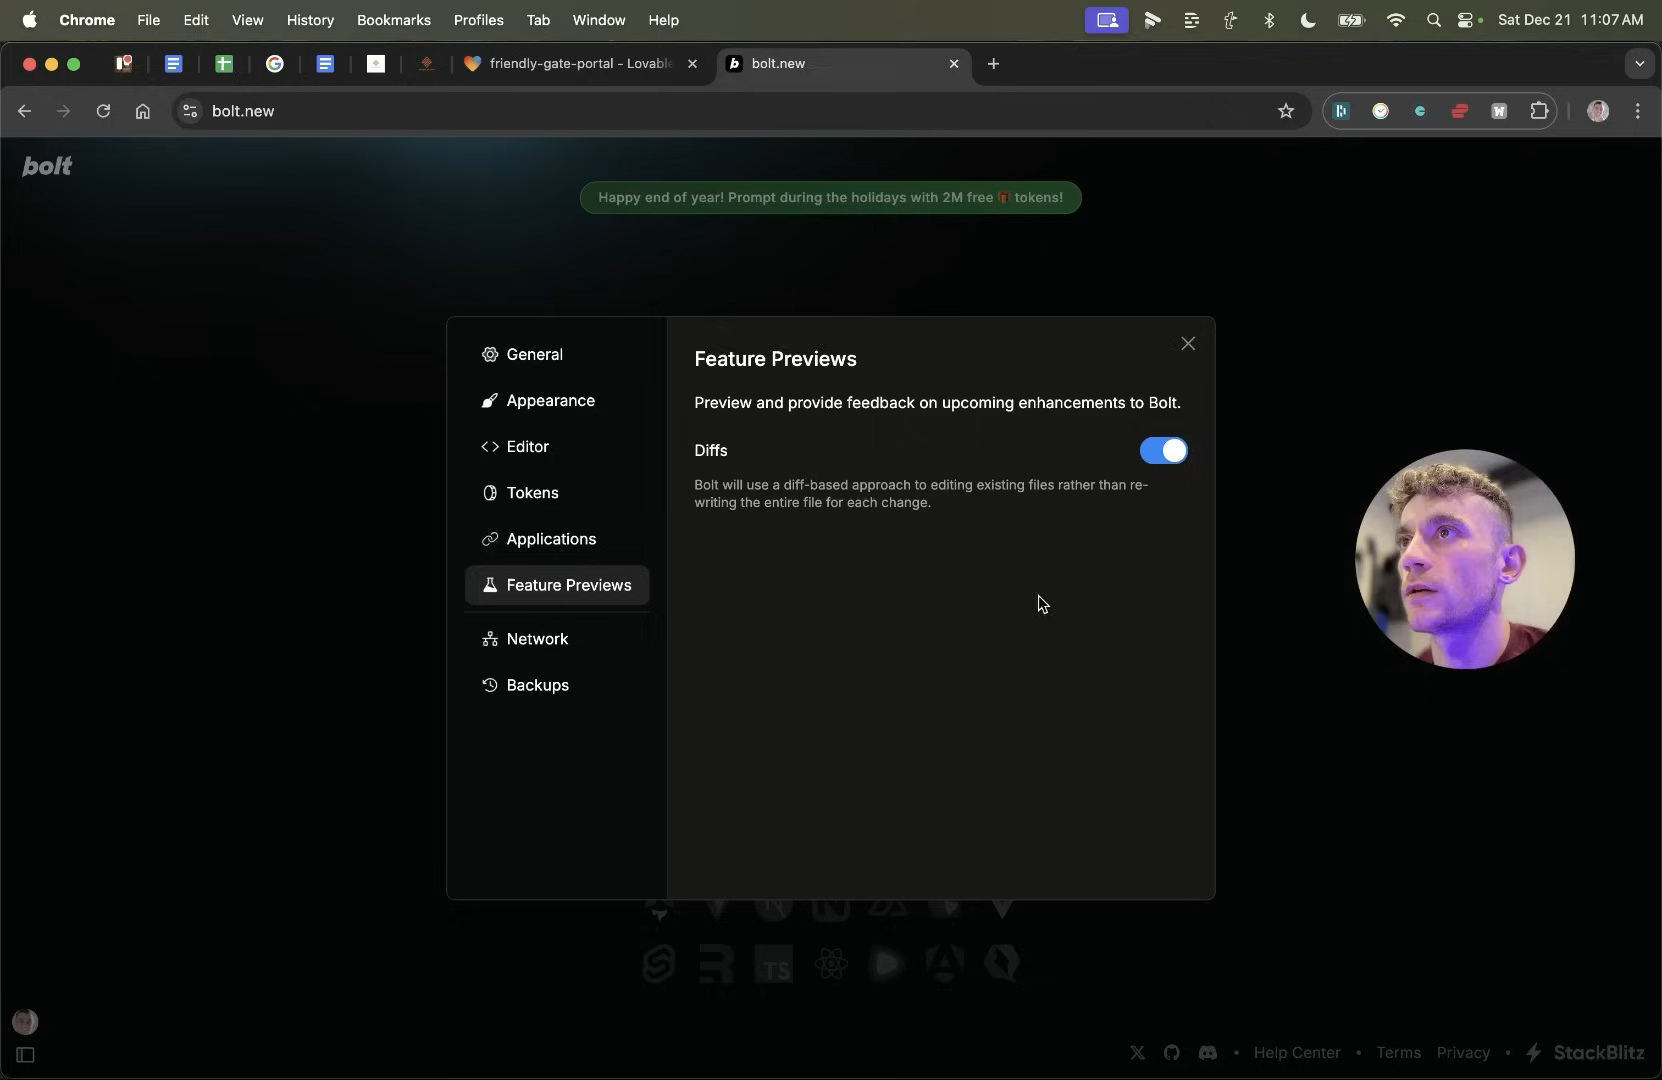 Chrome File Edit View History Bookmarks Profiles Tab Window Help Sat Dec 21 11:07 AM
friendly-gate-portal - Lovable
bolt.new
bolt.new
bolt
Happy end of year! Prompt during the holidays with 2M free 🎁 tokens!
General
Appearance
Editor
Tokens
Applications
Feature Previews
Network
Backups
Feature Previews
Preview and provide feedback on upcoming enhancements to Bolt.
Diffs
Bolt will use a diff-based approach to editing existing files rather than re-
writing the entire file for each change.
TS
Help Center • Terms Privacy • StackBlitz